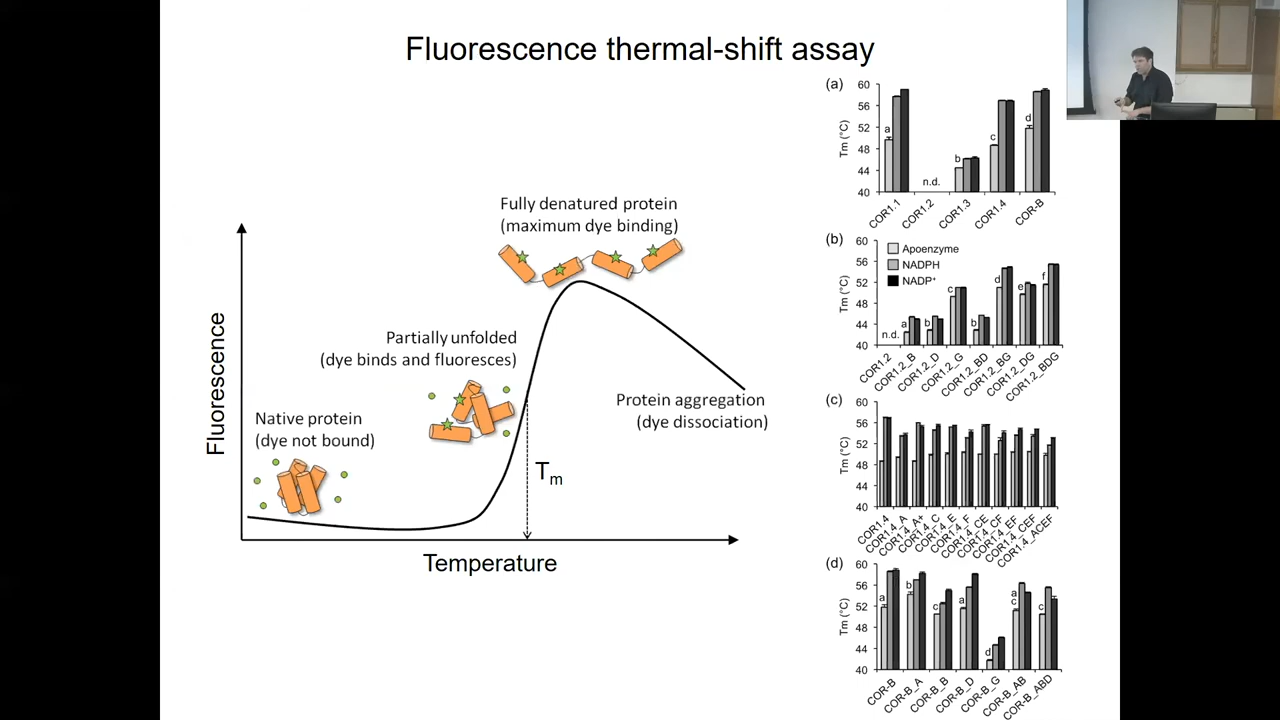 Fluorescence thermal-shift assay
Fully denatured protein
(maximum dye binding)
Partially unfolded
(dye binds and fluoresces)
Native protein
(dye not bound)
Protein aggregation
(dye dissociation)
Tm
Fluorescence
Temperature
(a)
60
56
52
48
44
40
Tm (°C)
a
n.d.
b
c
d
COR1.1
COR1.2
COR1.3
COR1.4
COR-B
(b)
60
56
52
48
44
40
Tm (°C)
Apoenzyme
NADPH
NADP+
n.d.
a
b
c
b
d
e
f
COR1.2
COR1.2_B
COR1.2_D
COR1.2_G
COR1.2_BD
COR1.2_BG
COR1.2_DG
COR1.2_BDG
(c)
60
56
52
48
44
40
Tm (°C)
COR1.4
COR1.4_A
COR1.4_A+
COR1.4_C
COR1.4_E
COR1.4_F
COR1.4_CE
COR1.4_CF
COR1.4_EF
COR1.4_CEF
COR1.4_ACEF
(d)
60
56
52
48
44
40
Tm (°C)
a
b
c
a
d
a
c
c
COR-B
COR-B_A
COR-B_B
COR-B_D
COR-B_G
COR-B_AB
COR-B_ABD